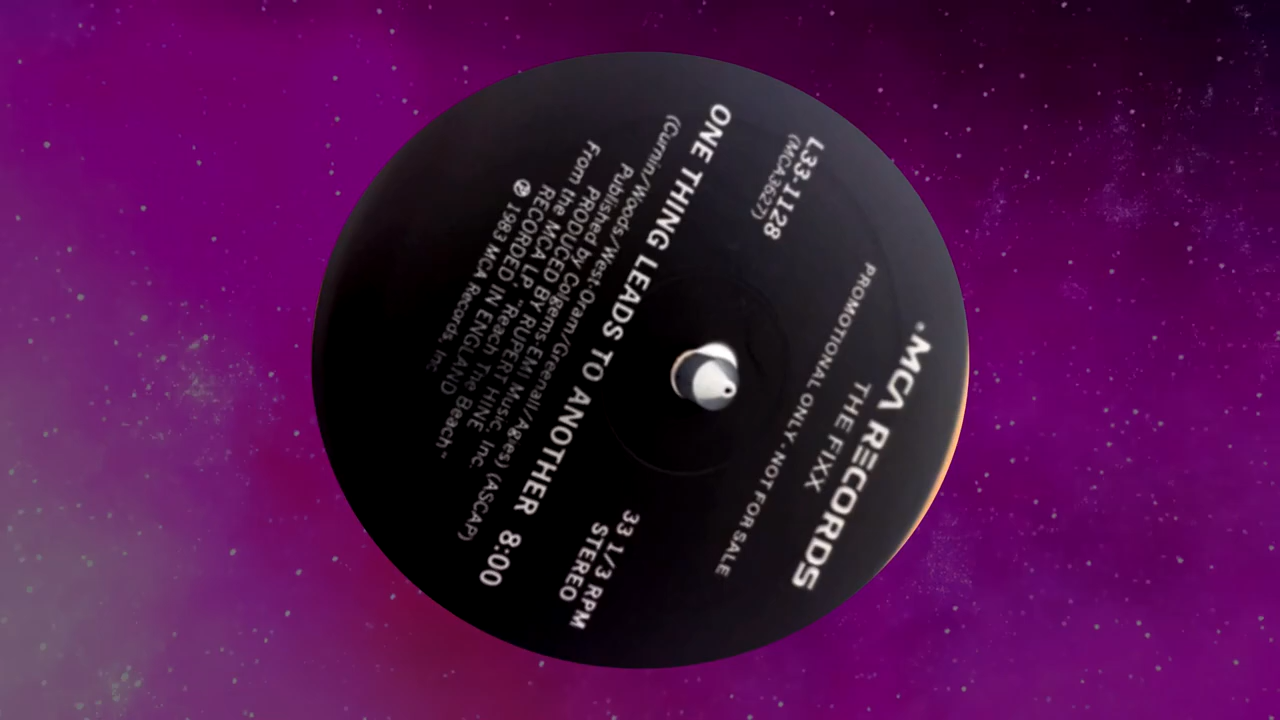 MCA RECORDS
THE FIXX
PROMOTIONAL ONLY • NOT FOR SALE
L33-1128
(MCA3627)
33 1/3 RPM
STEREO
ONE THING LEADS TO ANOTHER 8:00
(Curnin/Woods/West-Oram/Greenall/Agies) (ASCAP)
Published by Colgems-EMI Music Inc.
PRODUCED BY RUPERT HINE
From the MCA LP "Reach The Beach"
RECORDED IN ENGLAND
℗ 1983 MCA Records, Inc.